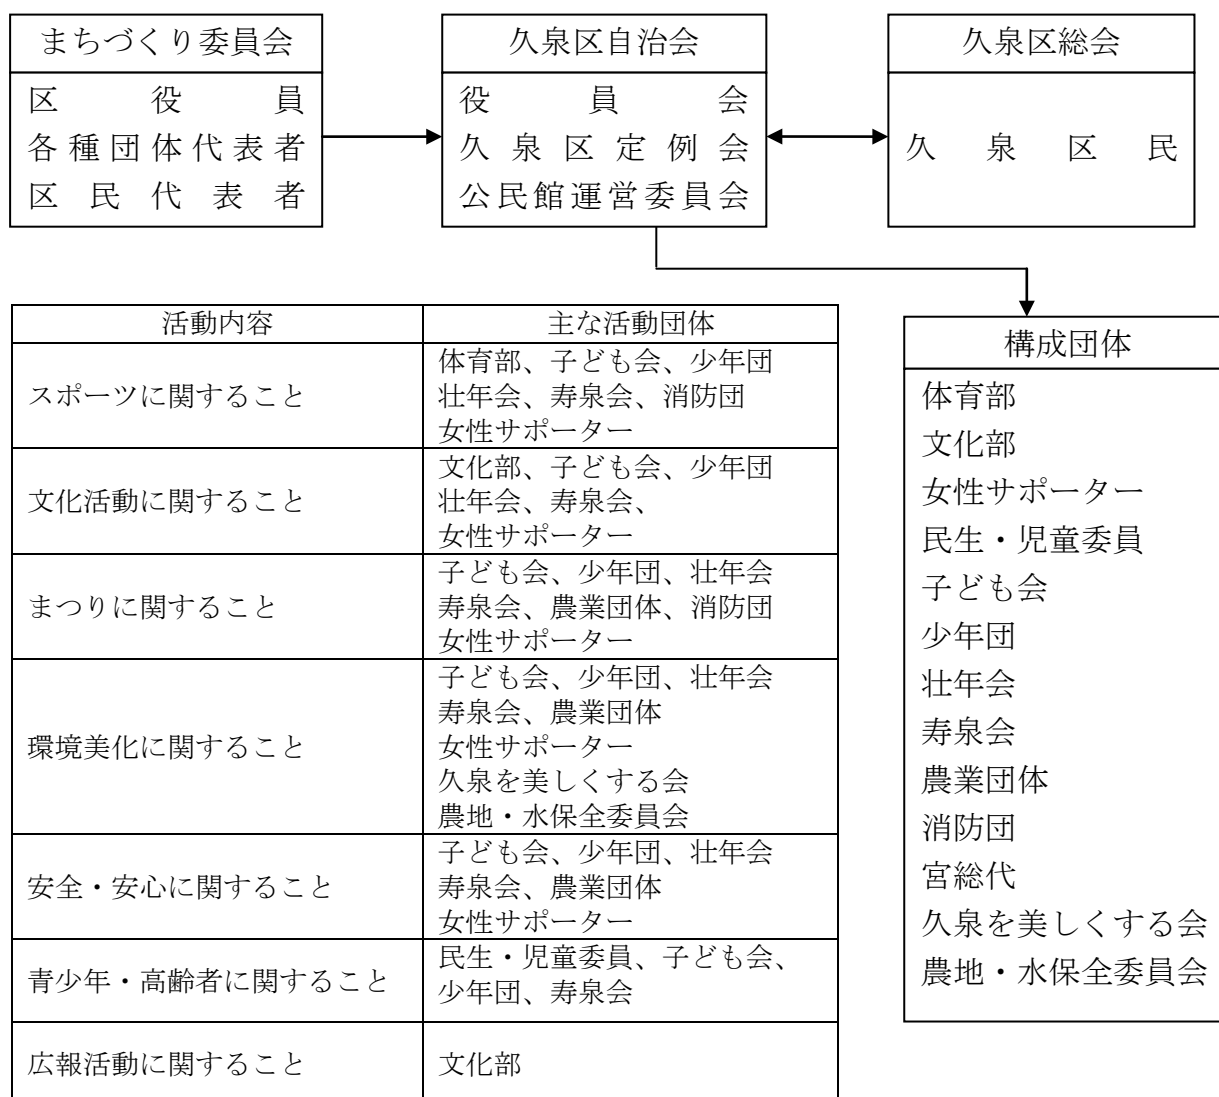 まちづくり委員会
区役員
各種団体代表者
区民代表者
久泉区自治会
役員会
久泉区定例会
公民館運営委員会
久泉区総会
久泉区民
活動内容
主な活動団体
スポーツに関すること
体育部、子ども会、少年団
壮年会、寿泉会、消防団
女性サポーター
文化活動に関すること
文化部、子ども会、少年団
壮年会、寿泉会、
女性サポーター
まつりに関すること
子ども会、少年団、壮年会
寿泉会、農業団体、消防団
女性サポーター
環境美化に関すること
子ども会、少年団、壮年会
寿泉会、農業団体
女性サポーター
久泉を美しくする会
農地・水保全委員会
安全・安心に関すること
子ども会、少年団、壮年会
寿泉会、農業団体
女性サポーター
青少年・高齢者に関すること
民生・児童委員、子ども会、
少年団、寿泉会
広報活動に関すること
文化部
構成団体
体育部
文化部
女性サポーター
民生・児童委員
子ども会
少年団
壮年会
寿泉会
農業団体
消防団
宮総代
久泉を美しくする会
農地・水保全委員会